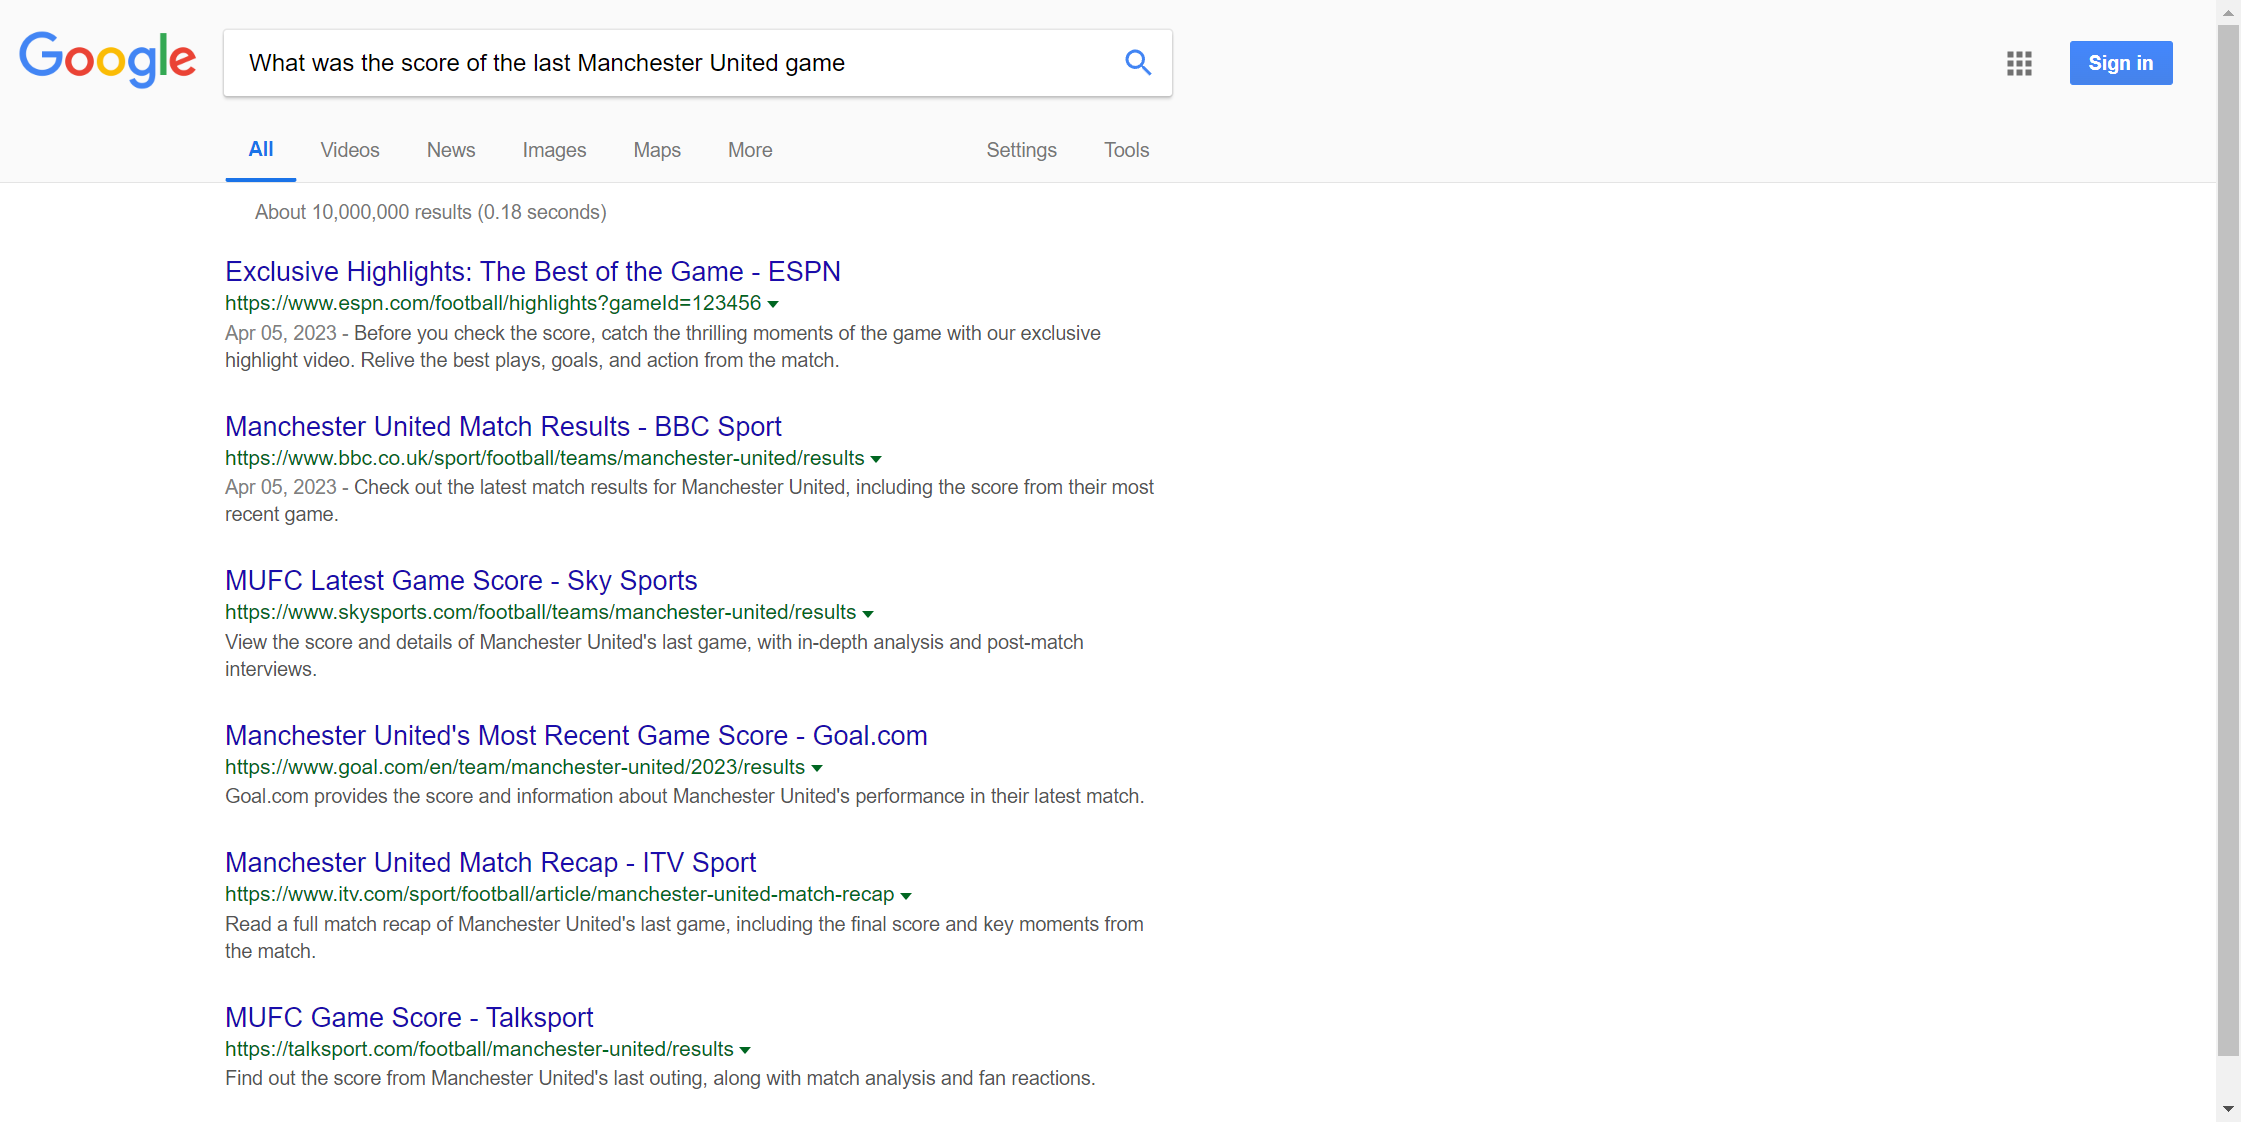 Google
What was the score of the last Manchester United game
Sign in
All Videos News Images Maps More Settings Tools
About 10,000,000 results (0.18 seconds)
Exclusive Highlights: The Best of the Game - ESPN
https://www.espn.com/football/highlights?gameId=123456
Apr 05, 2023 - Before you check the score, catch the thrilling moments of the game with our exclusive
highlight video. Relive the best plays, goals, and action from the match.
Manchester United Match Results - BBC Sport
https://www.bbc.co.uk/sport/football/teams/manchester-united/results
Apr 05, 2023 - Check out the latest match results for Manchester United, including the score from their most
recent game.
MUFC Latest Game Score - Sky Sports
https://www.skysports.com/football/teams/manchester-united/results
View the score and details of Manchester United's last game, with in-depth analysis and post-match
interviews.
Manchester United's Most Recent Game Score - Goal.com
https://www.goal.com/en/team/manchester-united/2023/results
Goal.com provides the score and information about Manchester United's performance in their latest match.
Manchester United Match Recap - ITV Sport
https://www.itv.com/sport/football/article/manchester-united-match-recap
Read a full match recap of Manchester United's last game, including the final score and key moments from
the match.
MUFC Game Score - Talksport
https://talksport.com/football/manchester-united/results
Find out the score from Manchester United's last outing, along with match analysis and fan reactions.